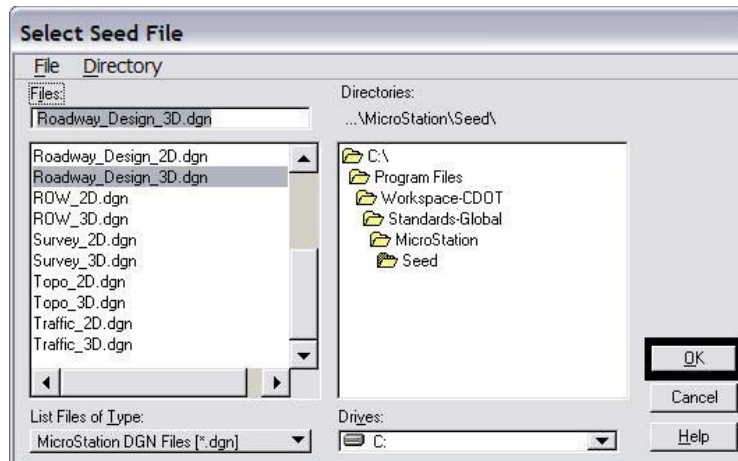 Select Seed File
File Directory
Files:
Roadway_Design_3D.dgn
Roadway_Design_2D.dgn
Roadway_Design_3D.dgn
ROW_2D.dgn
ROW_3D.dgn
Survey_2D.dgn
Survey_3D.dgn
Topo_2D.dgn
Topo_3D.dgn
Traffic_2D.dgn
Traffic_3D.dgn
List Files of Type:
MicroStation DGN Files [*.dgn]
Directories:
...\MicroStation\Seed\
C:\
Program Files
Workspace-CDOT
Standards-Global
MicroStation
Seed
Drives:
C:
OK
Cancel
Help